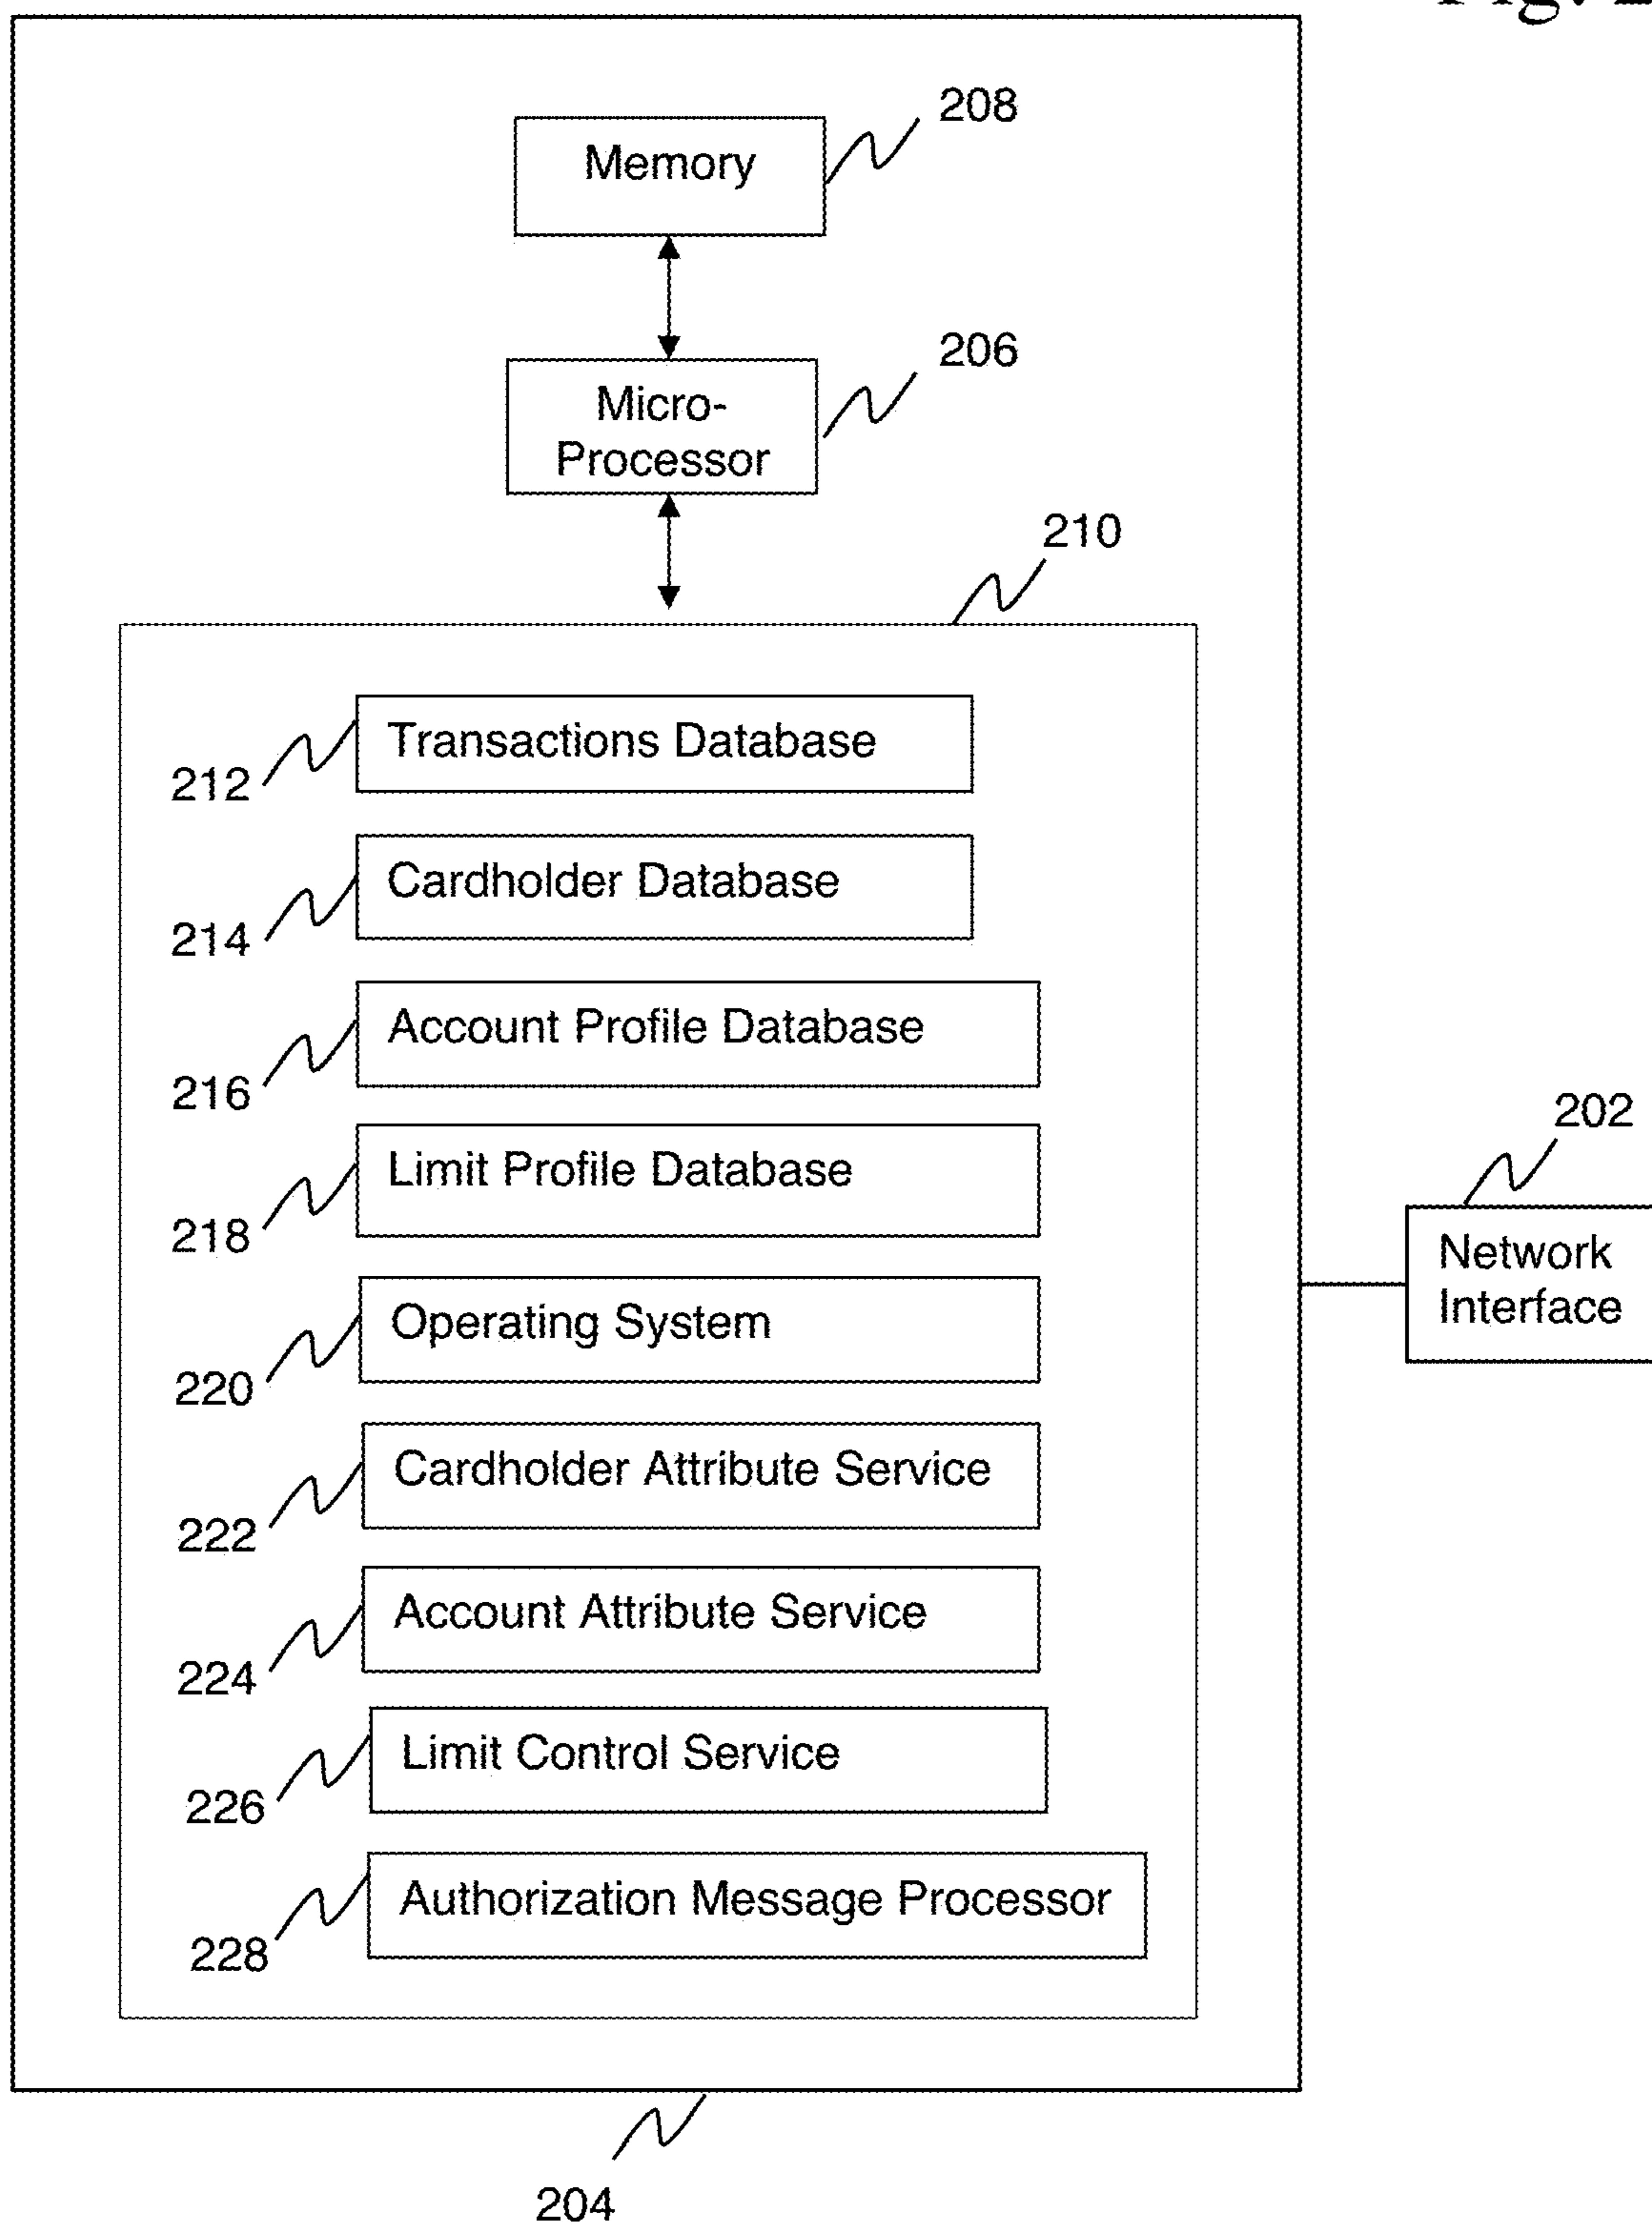 208
Memory
206
Micro-
Processor
210
Transactions Database
212
Cardholder Database
214
Account Profile Database
216
Limit Profile Database
218
202
Network
Interface
Operating System
220
Cardholder Attribute Service
222
Account Attribute Service
224
Limit Control Service
226
Authorization Message Processor
228
204